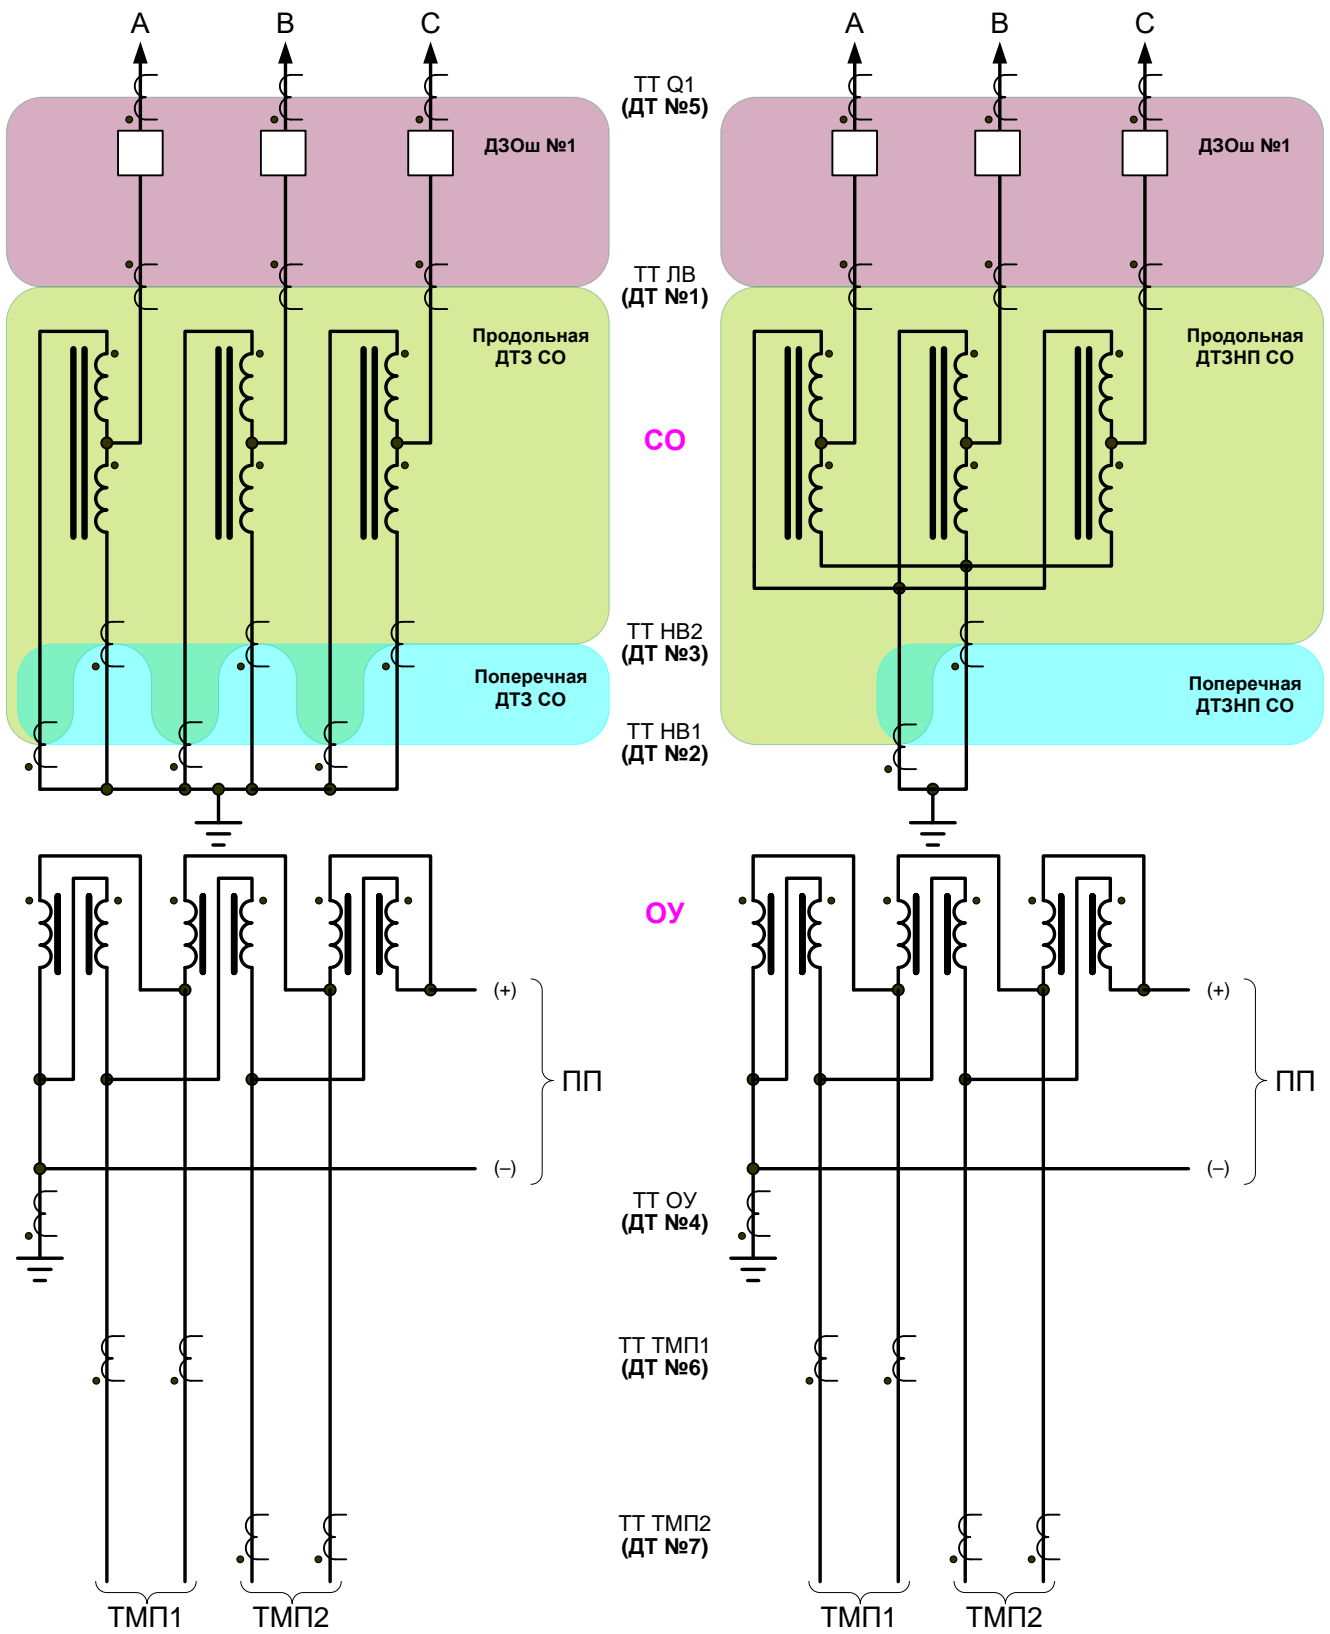 A B C
A B C
ТТ Q1
(ДТ №5)
ДЗОш №1
ДЗОш №1
ТТ ЛВ
(ДТ №1)
Продольная
ДТЗ СО
Продольная
ДТЗНП СО
СО
ТТ НВ2
(ДТ №3)
Поперечная
ДТЗ СО
Поперечная
ДТЗНП СО
ТТ НВ1
(ДТ №2)
ОУ
(+)
(+)
ПП
ПП
(–)
(–)
ТТ ОУ
(ДТ №4)
ТТ ТМП1
(ДТ №6)
ТТ ТМП2
(ДТ №7)
ТМП1 ТМП2
ТМП1 ТМП2